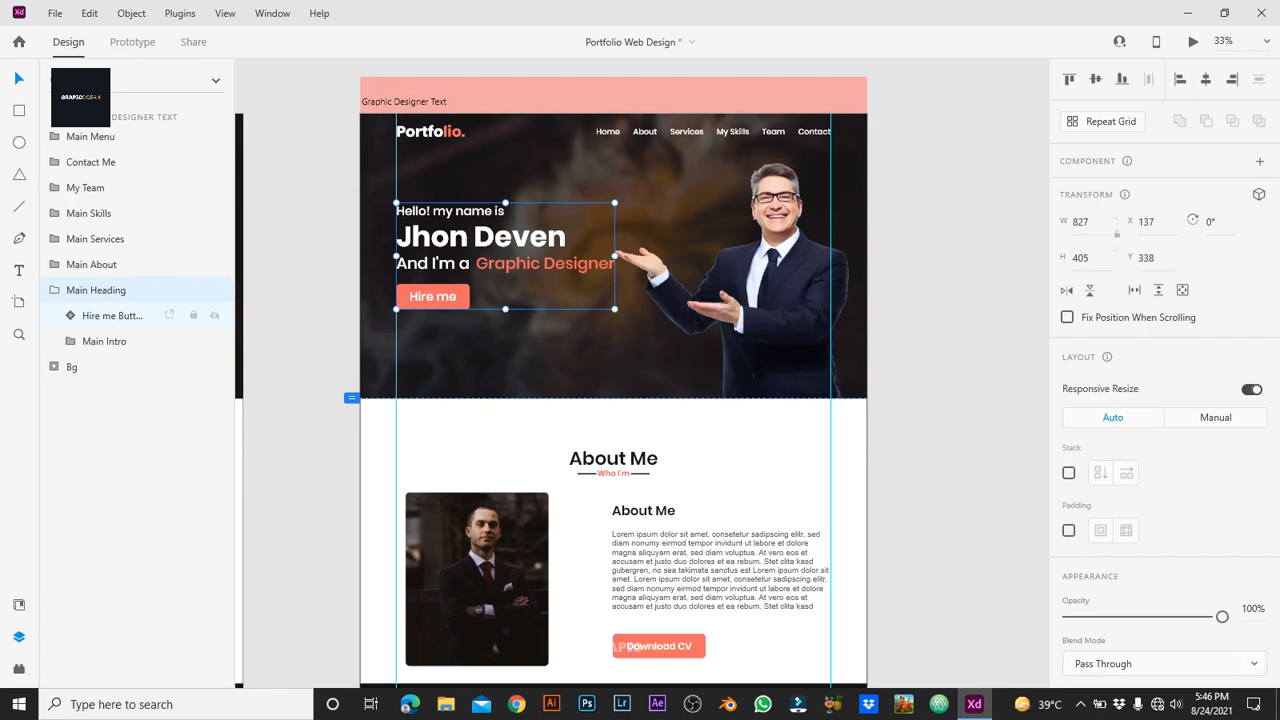 File Edit Object Plugins View Window Help
Design Prototype Share
Portfolio Web Design *
33%
GRAPIOOCEAN
DESIGNER TEXT
Main Menu
Contact Me
My Team
Main Skills
Main Services
Main About
Main Heading
Hire me Butt...
Main Intro
Bg
Graphic Designer Text
Portfolio.
Home About Services My Skills Team Contact
Hello! my name is
Jhon Deven
And I'm a Graphic Designer
Hire me
About Me
Who I'm
About Me
Lorem ipsum dolor sit amet, consetetur sadipscing elitr, sed
diam nonumy eirmod tempor invidunt ut labore et dolore
magna aliquyam erat, sed diam voluptua. At vero eos et
accusam et justo duo dolores et ea rebum. Stet clita kasd
gubergren, no sea takimata sanctus est Lorem ipsum dolor sit
amet. Lorem ipsum dolor sit amet, consetetur sadipscing elitr,
sed diam nonumy eirmod tempor invidunt ut labore et dolore
magna aliquyam erat, sed diam voluptua. At vero eos et
accusam et justo duo dolores et ea rebum. Stet clita kasd
Download CV
Repeat Grid
COMPONENT
TRANSFORM
W 827 X 137 0°
H 405 Y 338
Fix Position When Scrolling
LAYOUT
Responsive Resize
Auto Manual
Stack
Padding
APPEARANCE
Opacity
100%
Blend Mode
Pass Through
Type here to search
Ai Ps Lr Ae Xd
39°C
5:46 PM
8/24/2021